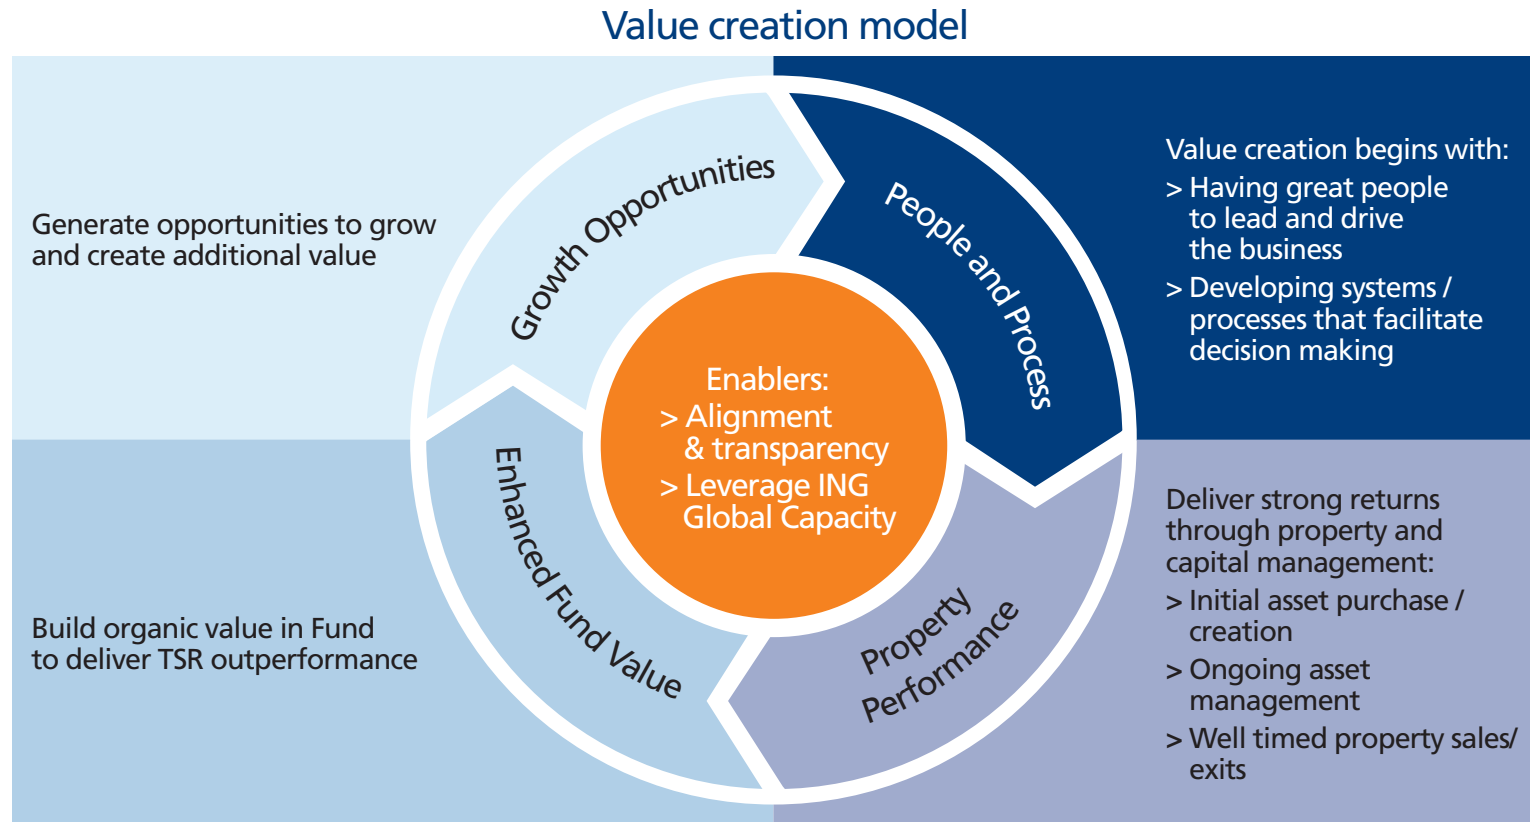 Value creation model
Generate opportunities to grow
and create additional value
Growth Opportunities
People and Process
Value creation begins with:
> Having great people
to lead and drive
the business
> Developing systems /
processes that facilitate
decision making
Enablers:
> Alignment
& transparency
> Leverage ING
Global Capacity
Build organic value in Fund
to deliver TSR outperformance
Enhanced Fund Value
Property
Performance
Deliver strong returns
through property and
capital management:
> Initial asset purchase /
creation
> Ongoing asset
management
> Well timed property sales/
exits